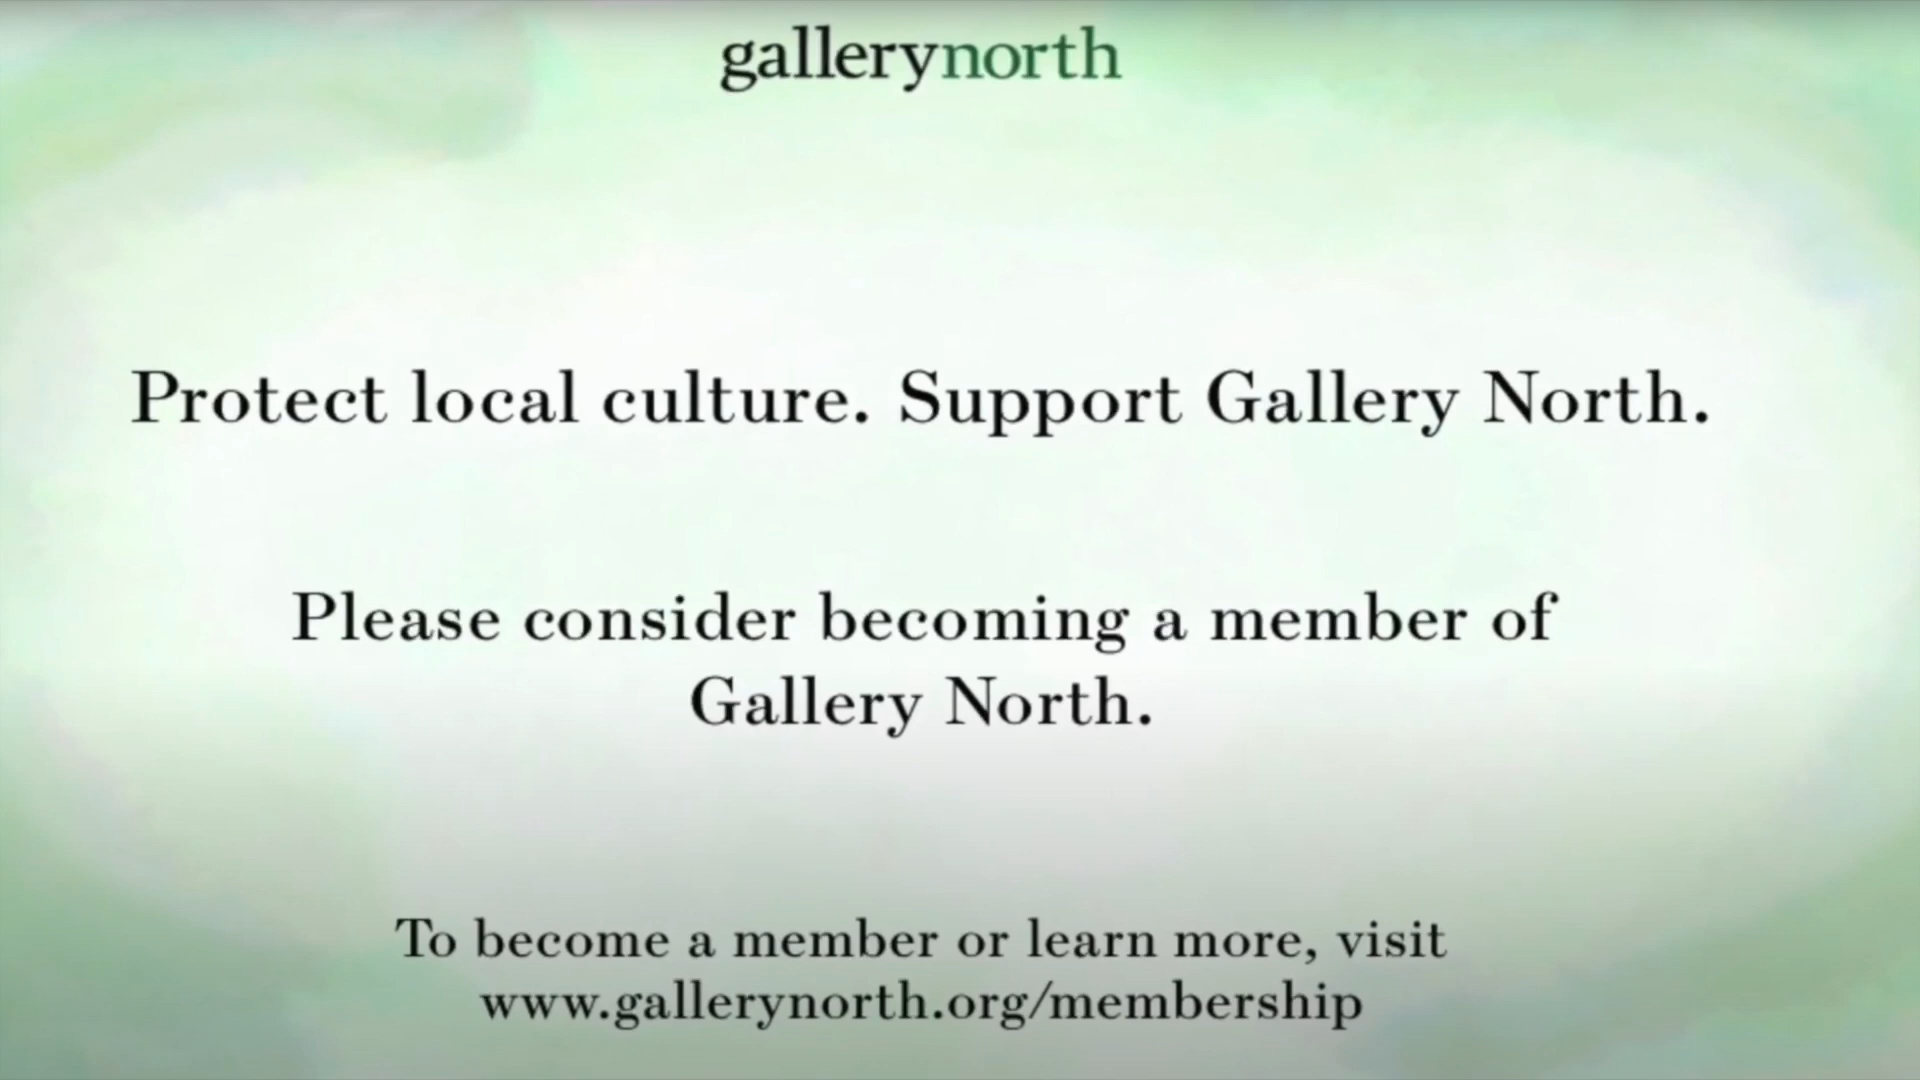 gallerynorth
Protect local culture. Support Gallery North.
Please consider becoming a member of
Gallery North.
To become a member or learn more, visit
www.gallerynorth.org/membership